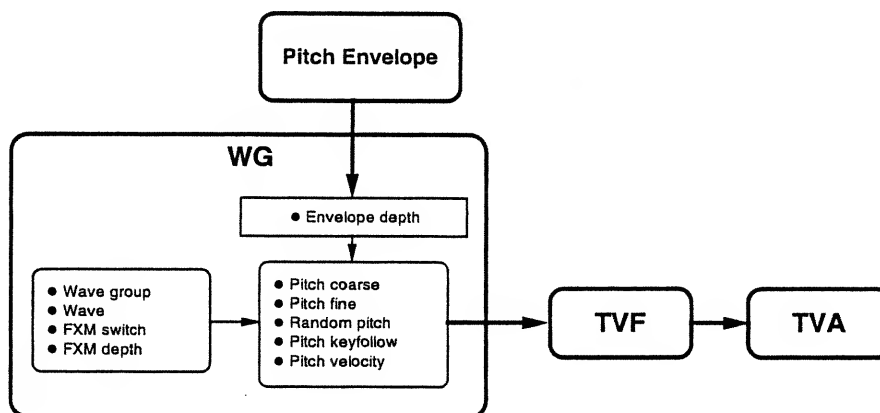 Pitch Envelope
WG
● Envelope depth
● Wave group
● Wave
● FXM switch
● FXM depth
● Pitch coarse
● Pitch fine
● Random pitch
● Pitch keyfollow
● Pitch velocity
TVF
TVA